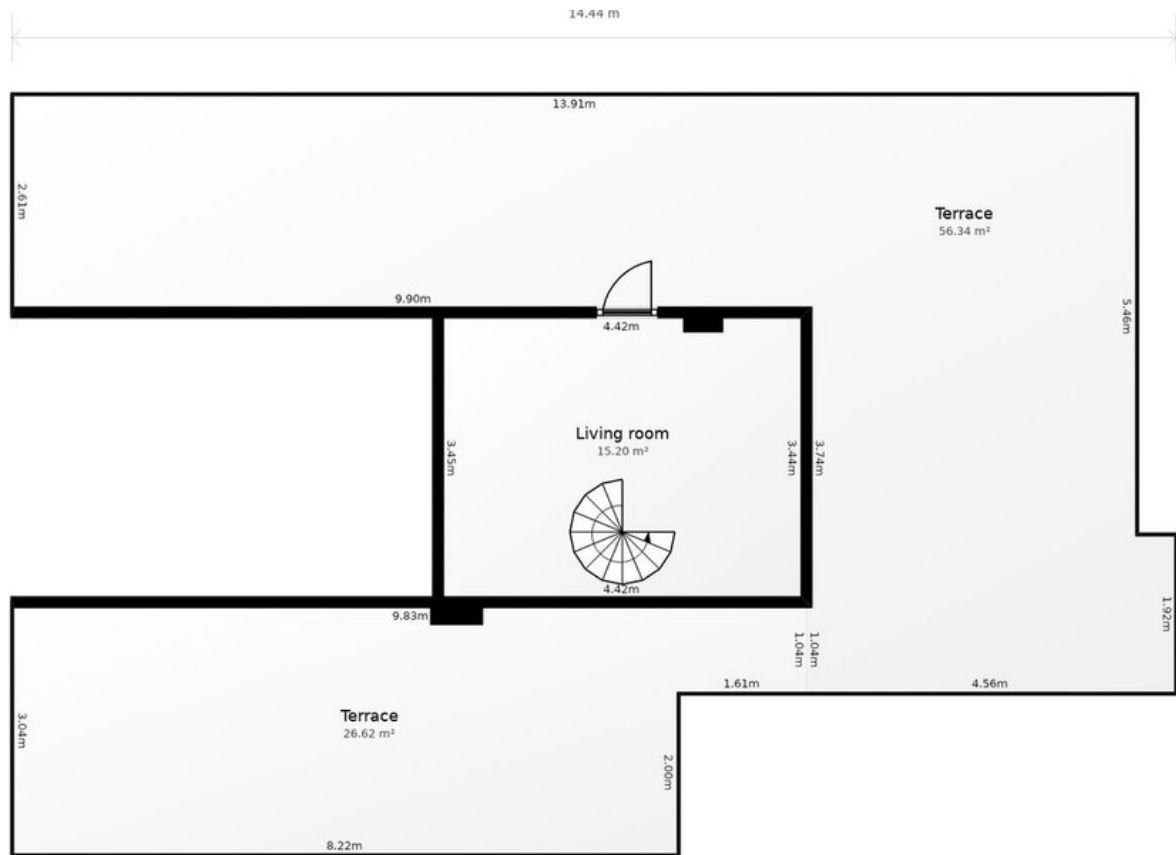 14.44 m
13.91m
2.61m
Terrace
56.34 m²
9.90m
4.42m
5.46m
Living room
15.20 m²
3.45m
3.44m
3.74m
4.42m
9.83m
1.92m
1.04m
1.04m
1.61m
4.56m
Terrace
26.62 m²
3.04m
2.00m
8.22m